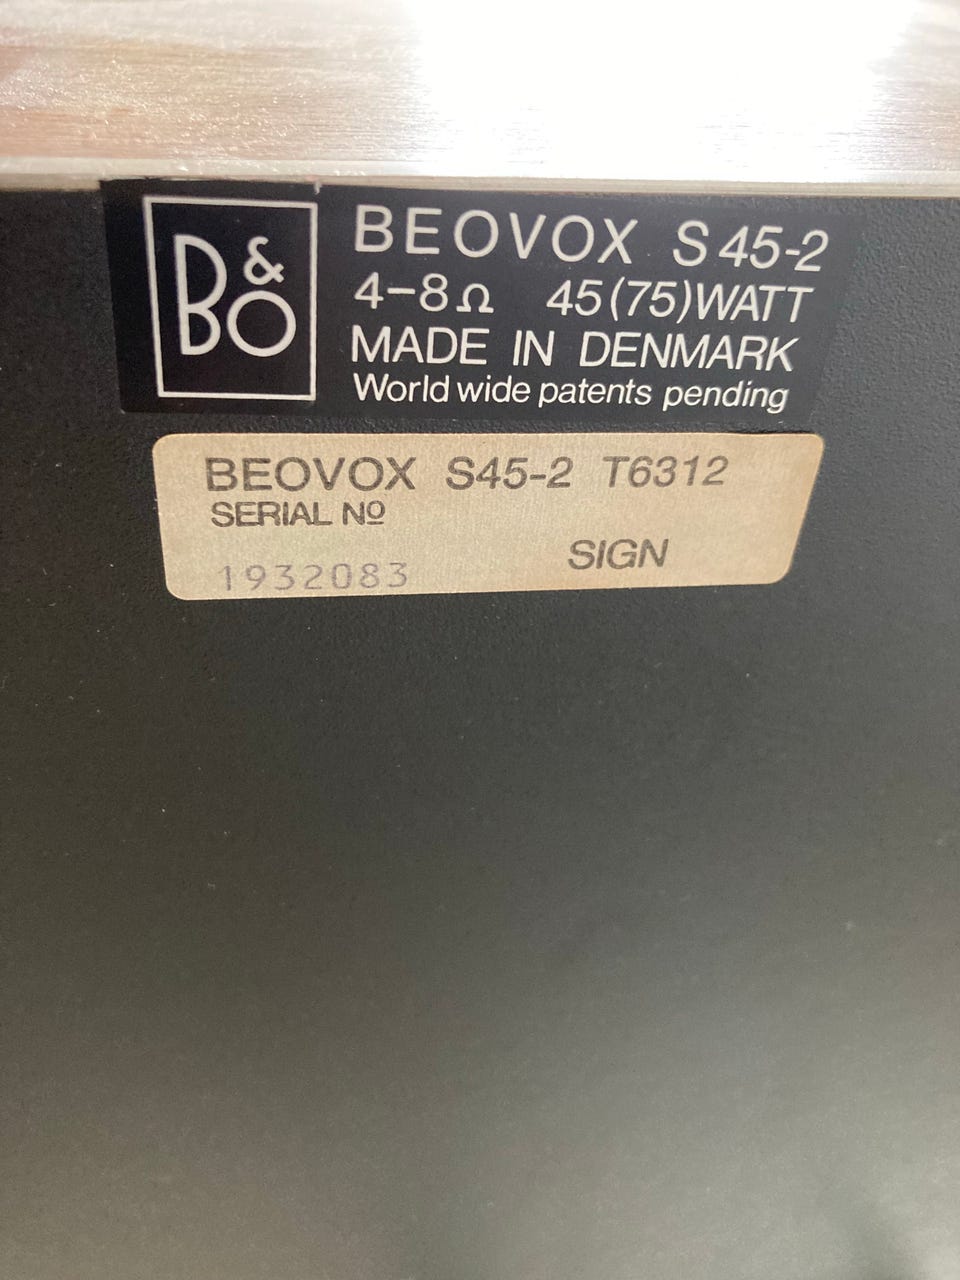 B&O
BEOVOX S45-2
4-8Ω 45(75)WATT
MADE IN DENMARK
World wide patents pending
BEOVOX S45-2 T6312
SERIAL Nº
SIGN
1932083